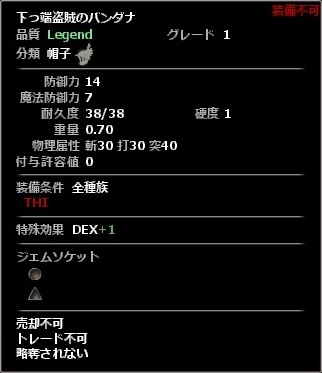 装備不可
下っ端盗賊のバンダナ
品質 Legend グレード 1
分類 帽子
防御力 14
魔法防御力 7
耐久度 38/38 硬度 1
重量 0.70
物理属性 斬30 打30 突40
付与許容値 0
装備条件 全種族
THI
特殊効果 DEX+1
ジェムソケット
売却不可
トレード不可
略奪されない